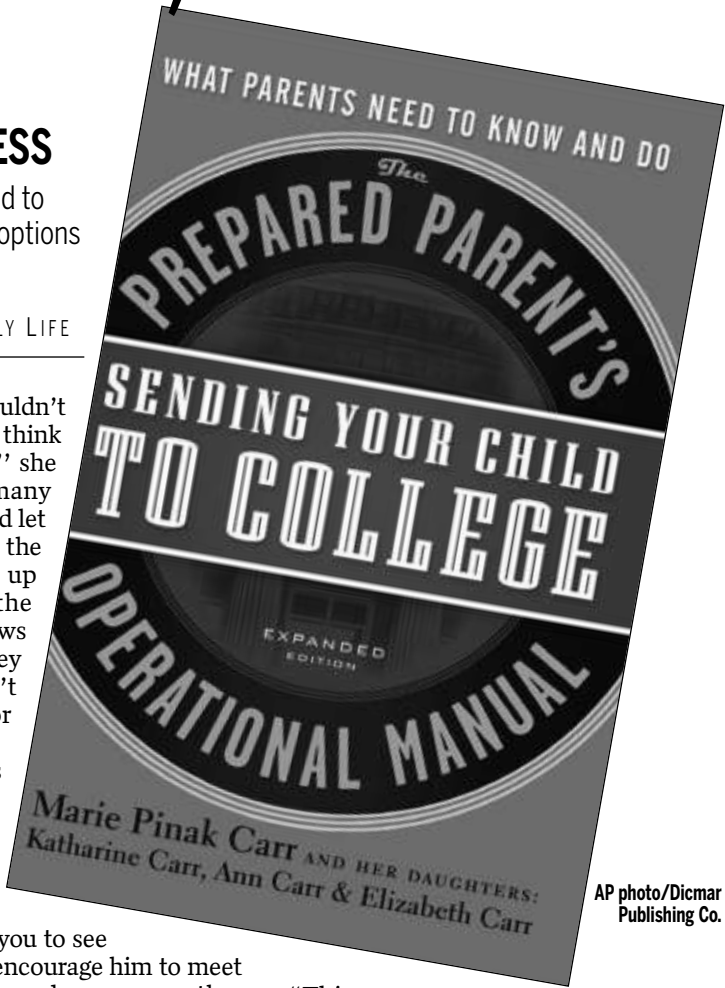 ESS
d to
options
LY LIFE
uldn't
think
," she
many
d let
the
up
the
ws
ey
't
or
s
WHAT PARENTS NEED TO KNOW AND DO
The
PREPARED PARENT'S
SENDING YOUR CHILD
TO COLLEGE
EXPANDED
EDITION
OPERATIONAL MANUAL
Marie Pinak Carr AND HER DAUGHTERS:
Katharine Carr, Ann Carr & Elizabeth Carr
AP photo/Dicmar
Publishing Co.
you to see
encourage him to meet